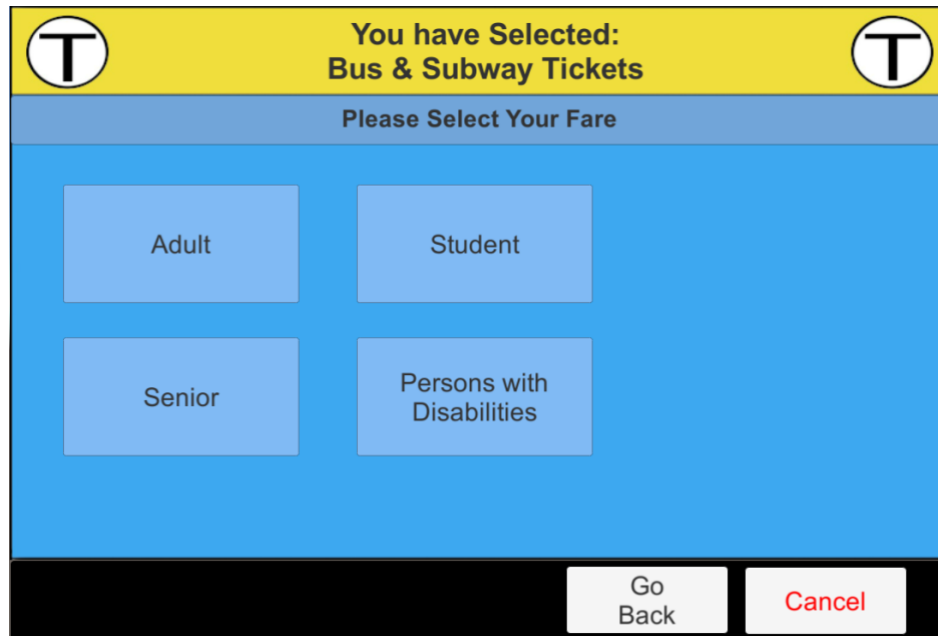 T
You have Selected:
Bus & Subway Tickets
T
Please Select Your Fare
Adult
Student
Senior
Persons with
Disabilities
Go
Back
Cancel